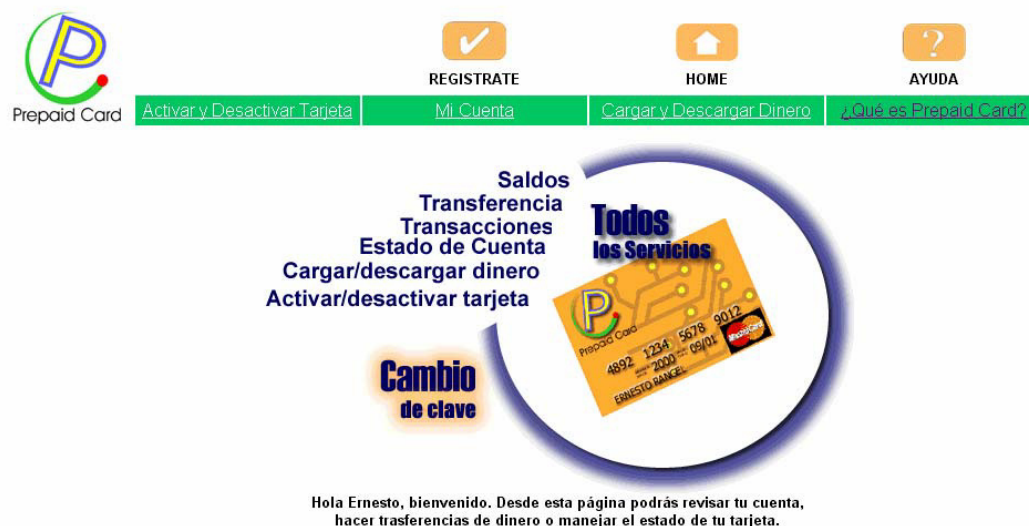 P
Prepaid Card
REGISTRATE
HOME
?
AYUDA
Activar y Desactivar Tarjeta
Mi Cuenta
Cargar y Descargar Dinero
¿Qué es Prepaid Card?
Saldos
Transferencia
Transacciones
Estado de Cuenta
Cargar/descargar dinero
Activar/desactivar tarjeta
Todos
los Servicios
P
Prepaid Card
4892 1234 5678 9012
2000 09/01
ERNESTO RANGEL
MasterCard
Cambio
de clave
Hola Ernesto, bienvenido. Desde esta página podrás revisar tu cuenta,
hacer trasferencias de dinero o manejar el estado de tu tarjeta.